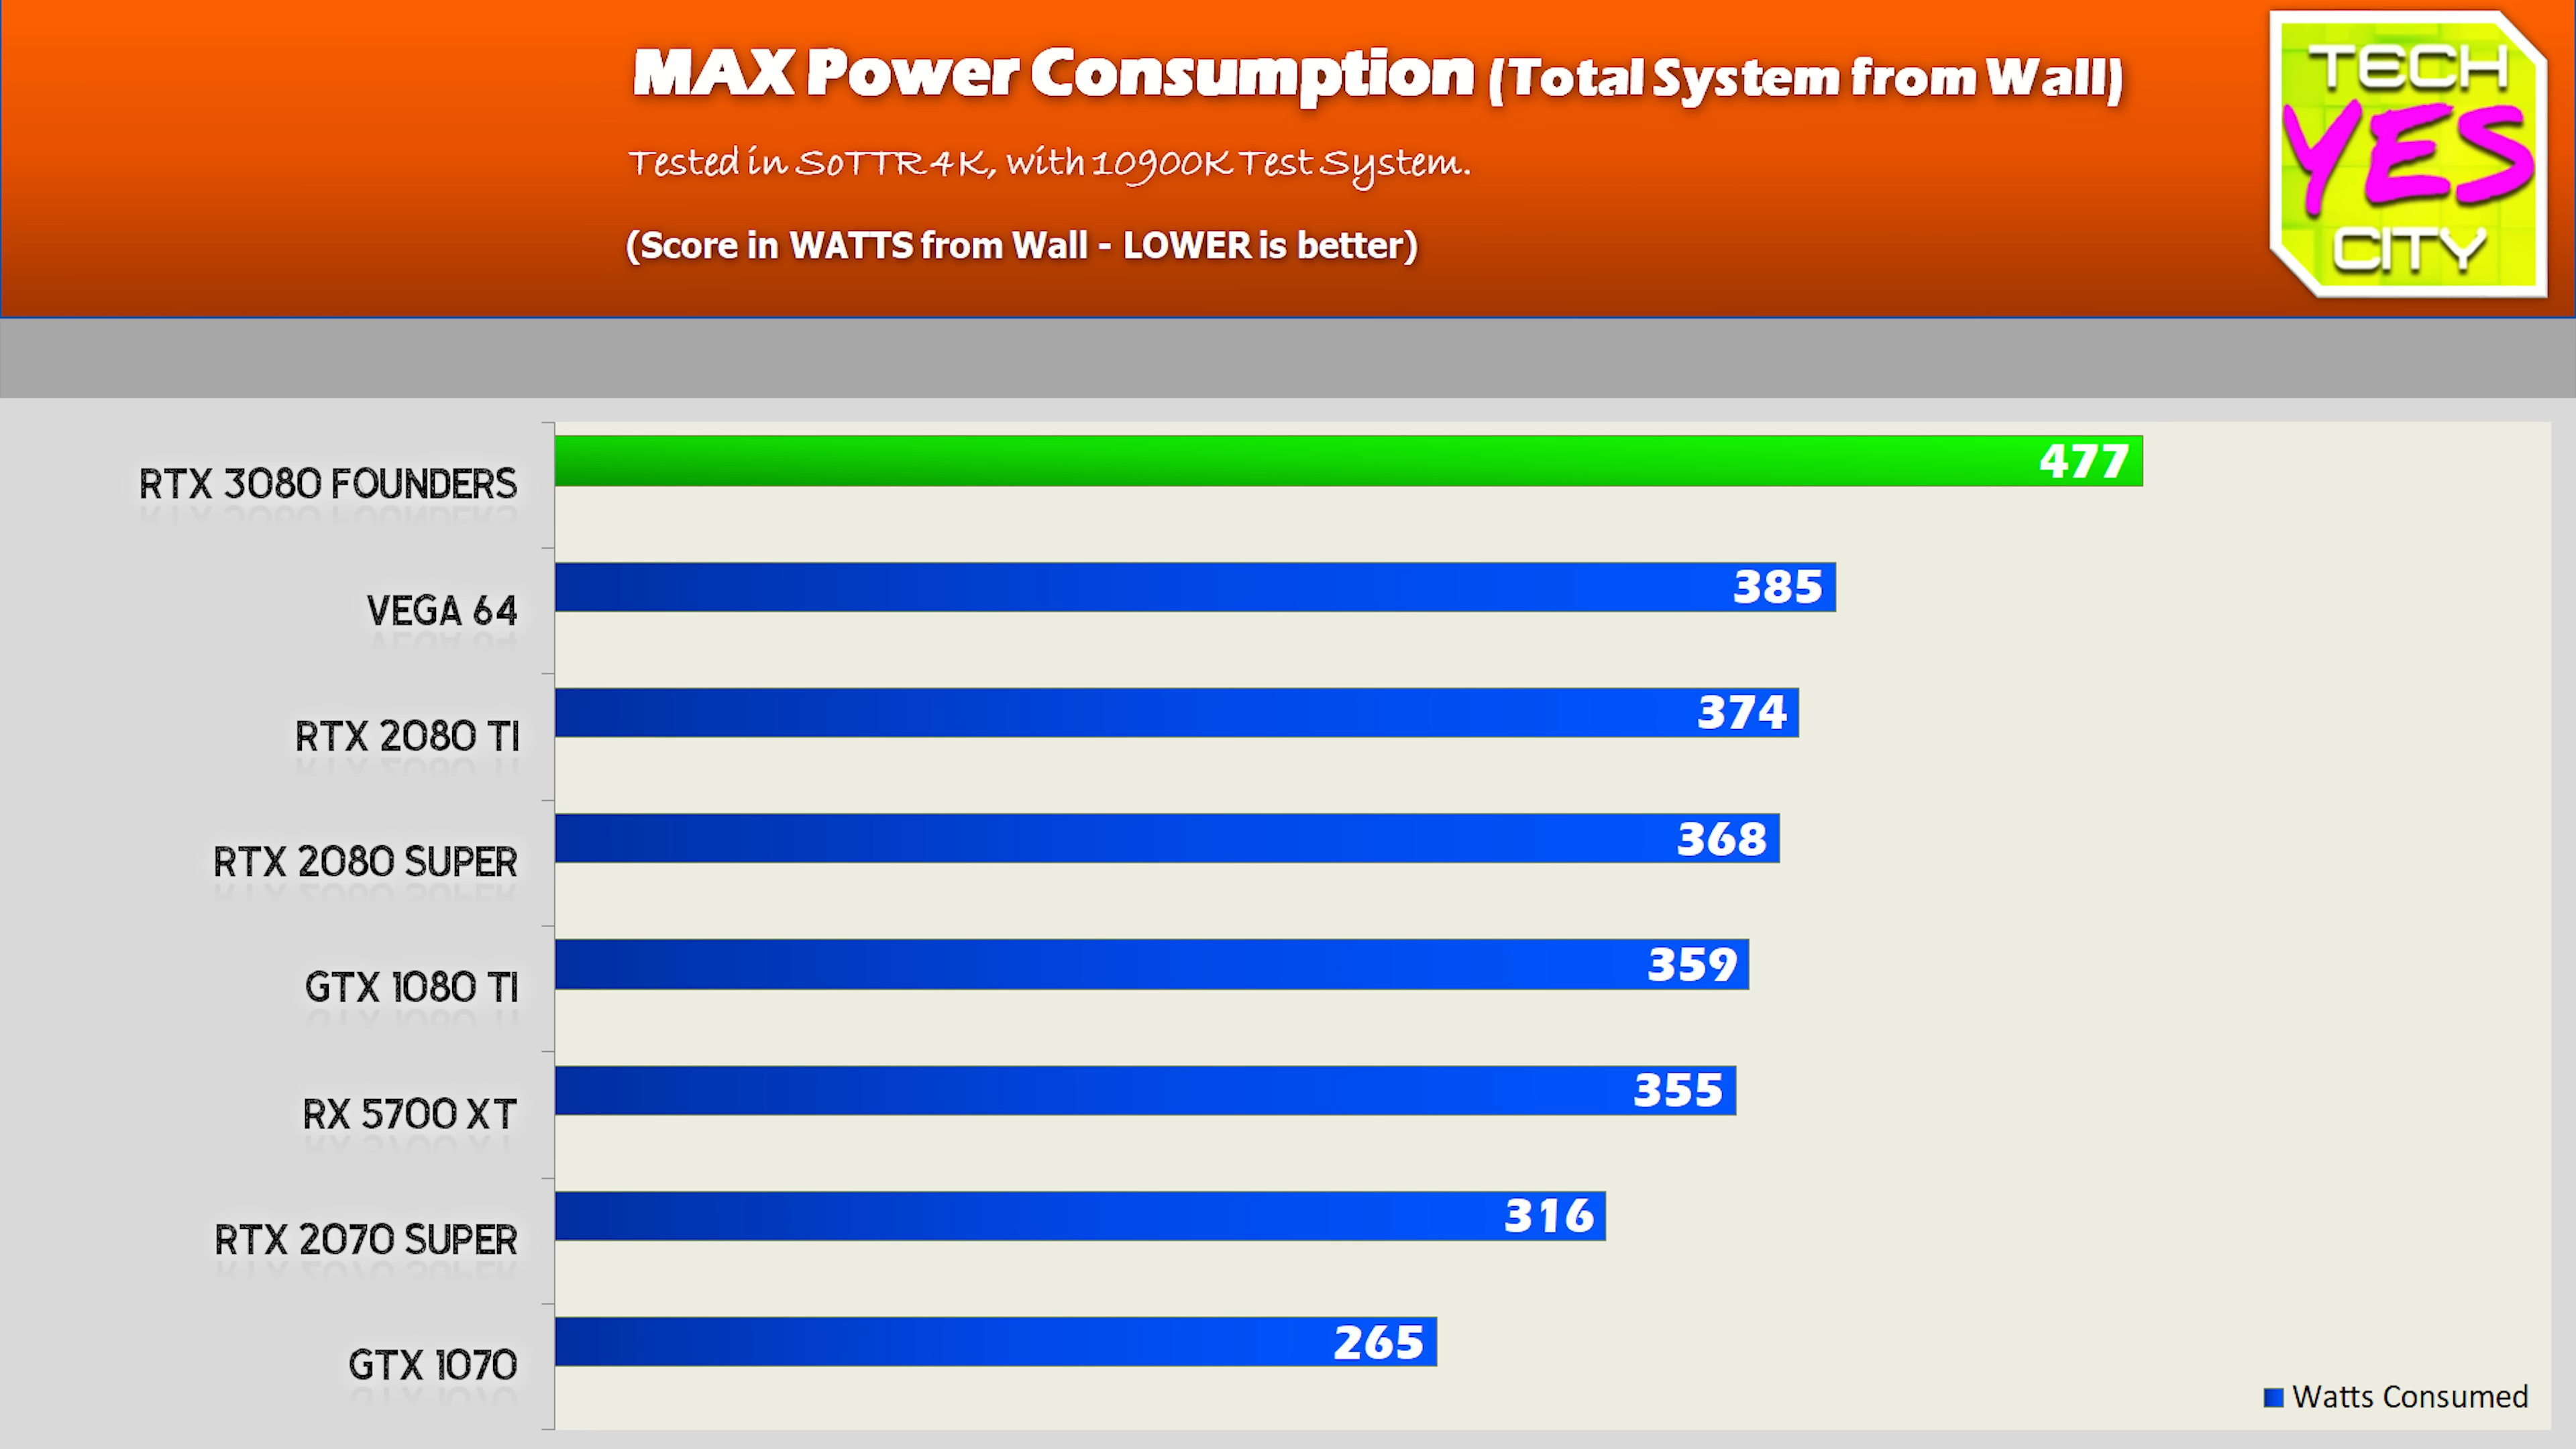 MAX Power Consumption (Total System from Wall)
Tested in SoTTR 4K, with 10900K Test System.
(Score in WATTS from Wall - LOWER is better)
TECH
YES
CITY
RTX 3080 FOUNDERS 477
VEGA 64 385
RTX 2080 TI 374
RTX 2080 SUPER 368
GTX 1080 TI 359
RX 5700 XT 355
RTX 2070 SUPER 316
GTX 1070 265
Watts Consumed